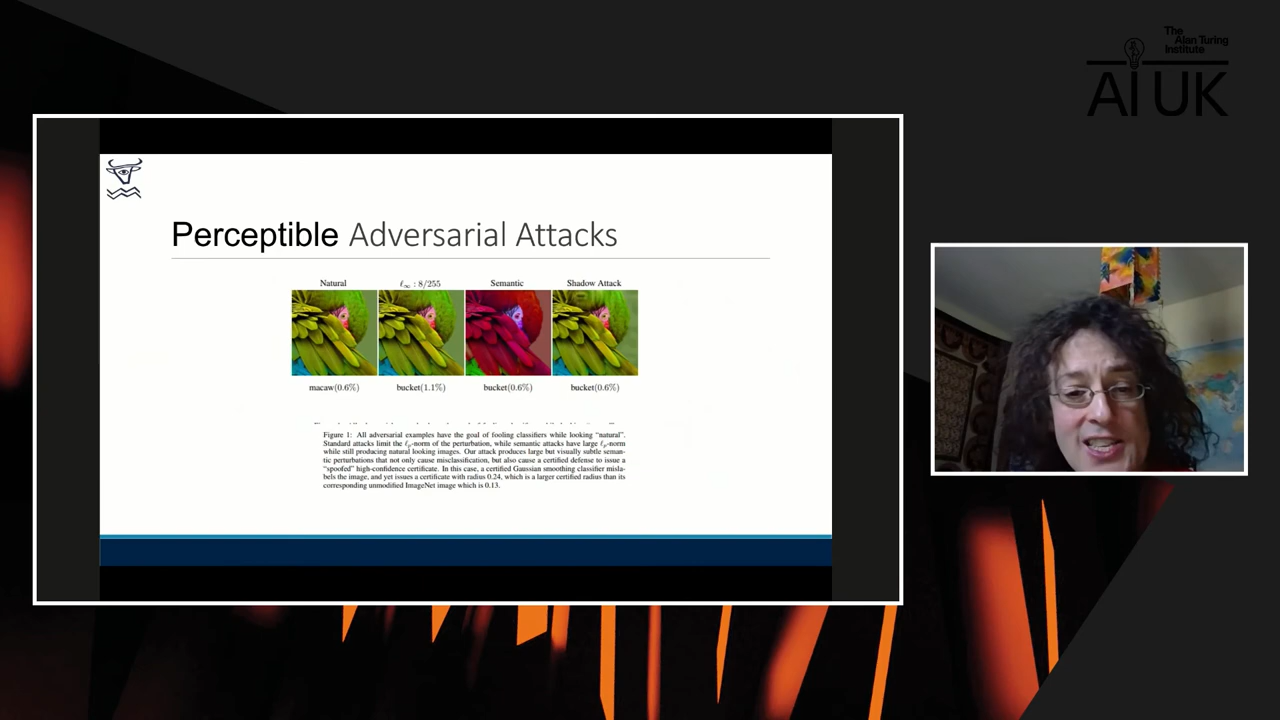 The
Alan Turing
Institute
AI UK
Perceptible Adversarial Attacks
Natural
ℓ∞ : 8/255
Semantic
Shadow Attack
macaw(0.6%)
bucket(1.1%)
bucket(0.6%)
bucket(0.6%)
Figure 1: All adversarial examples have the goal of fooling classifiers while looking "natural".
Standard attacks limit the ℓp-norm of the perturbation, while semantic attacks have large ℓp-norm
while still producing natural looking images. Our attack produces large but visually subtle seman-
tic perturbations that not only cause misclassification, but also cause a certified defense to issue a
"spoofed" high-confidence certificate. In this case, a certified Gaussian smoothing classifier misla-
bels the image, and yet issues a certificate with radius 0.24, which is a larger certified radius than its
corresponding unmodified ImageNet image which is 0.13.